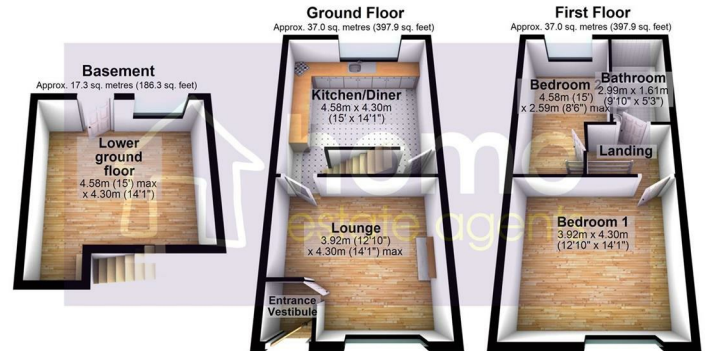 Basement
Approx. 17.3 sq. metres (186.3 sq. feet)
Lower
ground
floor
4.58m (15') max
x 4.30m (14'1")
Ground Floor
Approx. 37.0 sq. metres (397.9 sq. feet)
Kitchen/Diner
4.58m x 4.30m
(15' x 14'1")
Lounge
3.92m (12'10")
x 4.30m (14'1") max
Entrance
Vestibule
First Floor
Approx. 37.0 sq. metres (397.9 sq. feet)
Bedroom 2
4.58m (15')
x 2.59m (8'6") max
Bathroom
2.99m x 1.61m
(9'10" x 5'3")
Landing
Bedroom 1
3.92m x 4.30m
(12'10" x 14'1")
home
estate agent